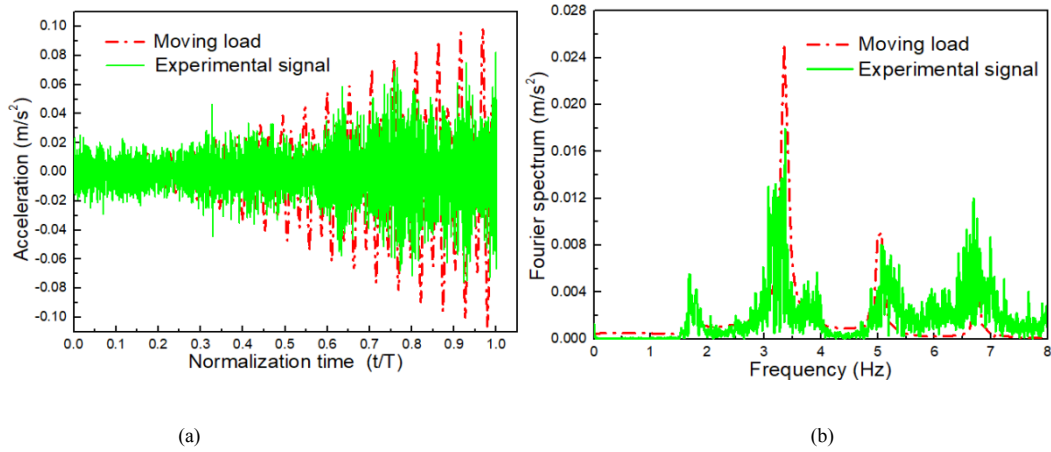 0.10
0.08
0.06
0.04
0.02
0.00
-0.02
-0.04
-0.06
-0.08
-0.10
Acceleration (m/s²)
Moving load
Experimental signal
0.0 0.1 0.2 0.3 0.4 0.5 0.6 0.7 0.8 0.9 1.0
Normalization time (t/T)
(a)
0.028
0.024
0.020
0.016
0.012
0.008
0.004
0.000
Fourier spectrum (m/s²)
Moving load
Experimental signal
0 1 2 3 4 5 6 7 8
Frequency (Hz)
(b)